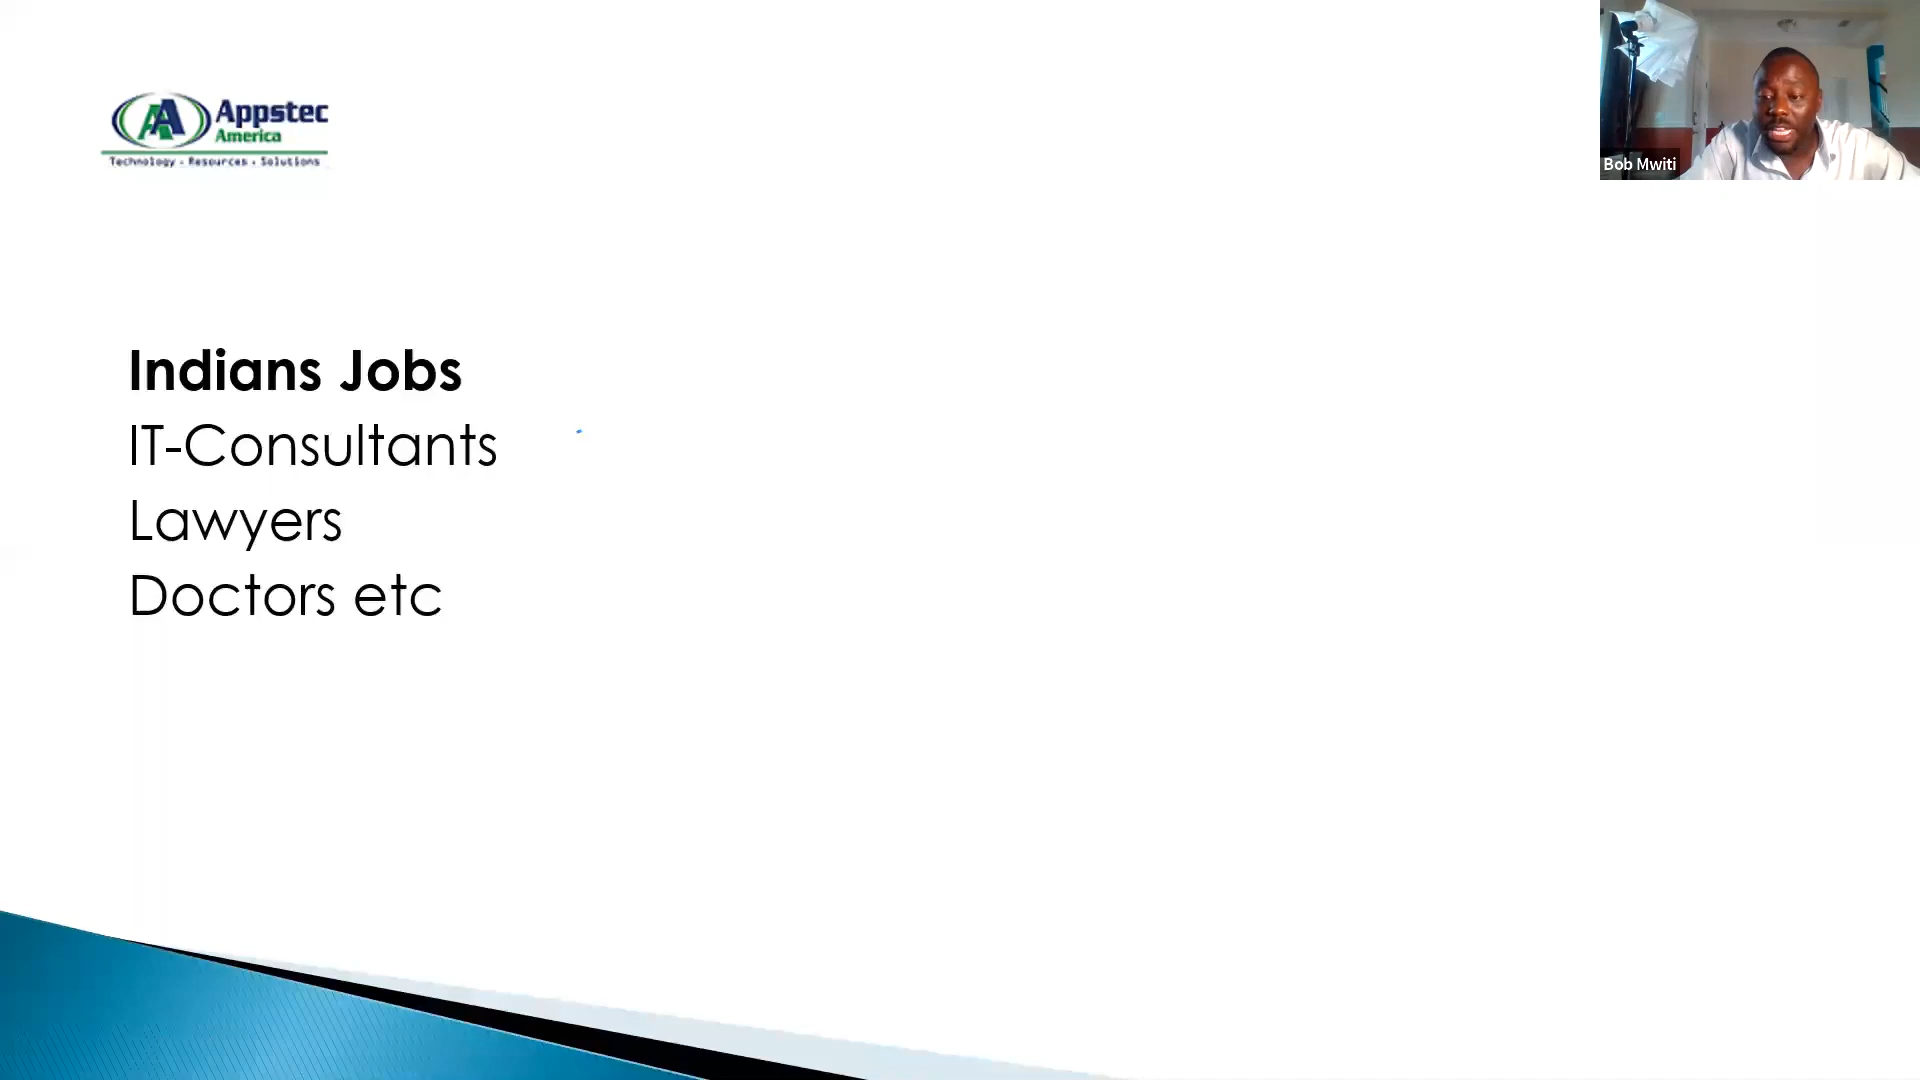 Appstec
America
Technology - Resources - Solutions
Bob Mwiti
Indians Jobs
IT-Consultants
Lawyers
Doctors etc